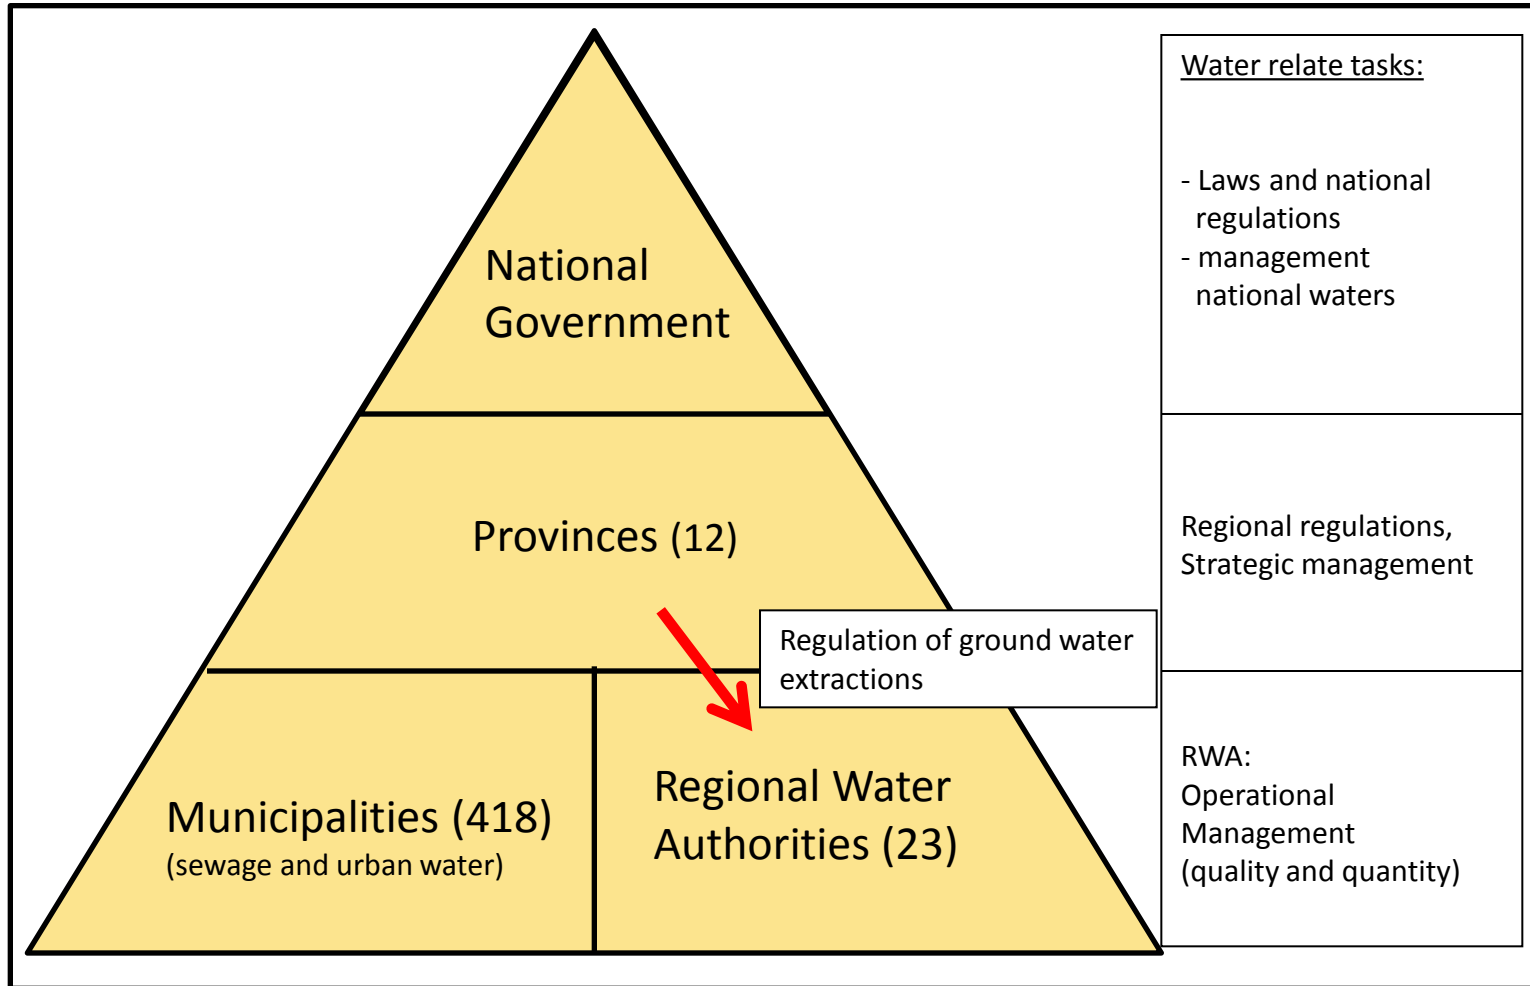 Water relate tasks:
- Laws and national
regulations
- management
national waters
National
Government
Provinces (12)
Regional regulations,
Strategic management
Regulation of ground water
extractions
Municipalities (418)
(sewage and urban water)
Regional Water
Authorities (23)
RWA:
Operational
Management
(quality and quantity)